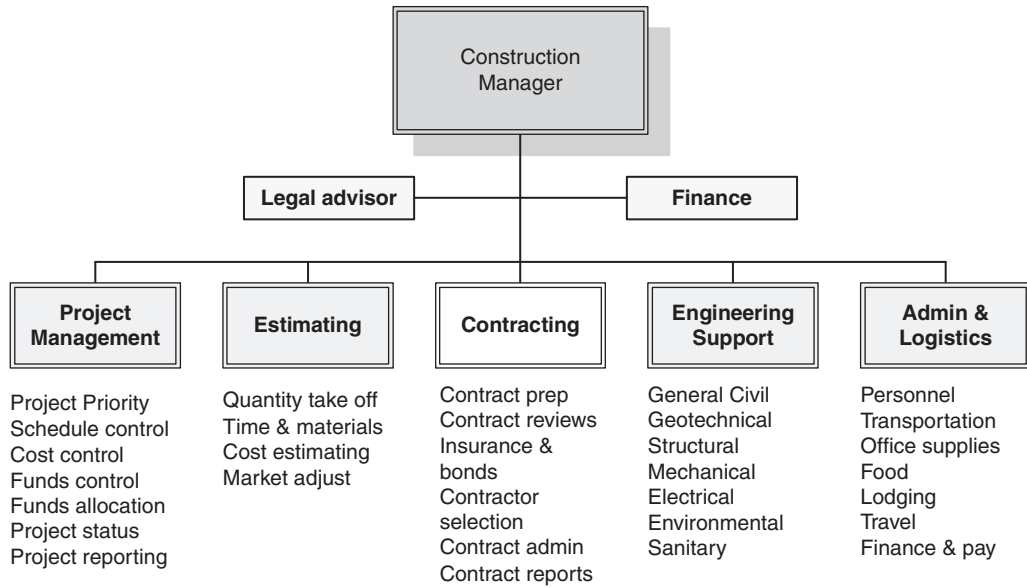 Construction
Manager
Legal advisor
Finance
Project
Management
Estimating
Contracting
Engineering
Support
Admin &
Logistics
Project Priority
Schedule control
Cost control
Funds control
Funds allocation
Project status
Project reporting
Quantity take off
Time & materials
Cost estimating
Market adjust
Contract prep
Contract reviews
Insurance &
bonds
Contractor
selection
Contract admin
Contract reports
General Civil
Geotechnical
Structural
Mechanical
Electrical
Environmental
Sanitary
Personnel
Transportation
Office supplies
Food
Lodging
Travel
Finance & pay